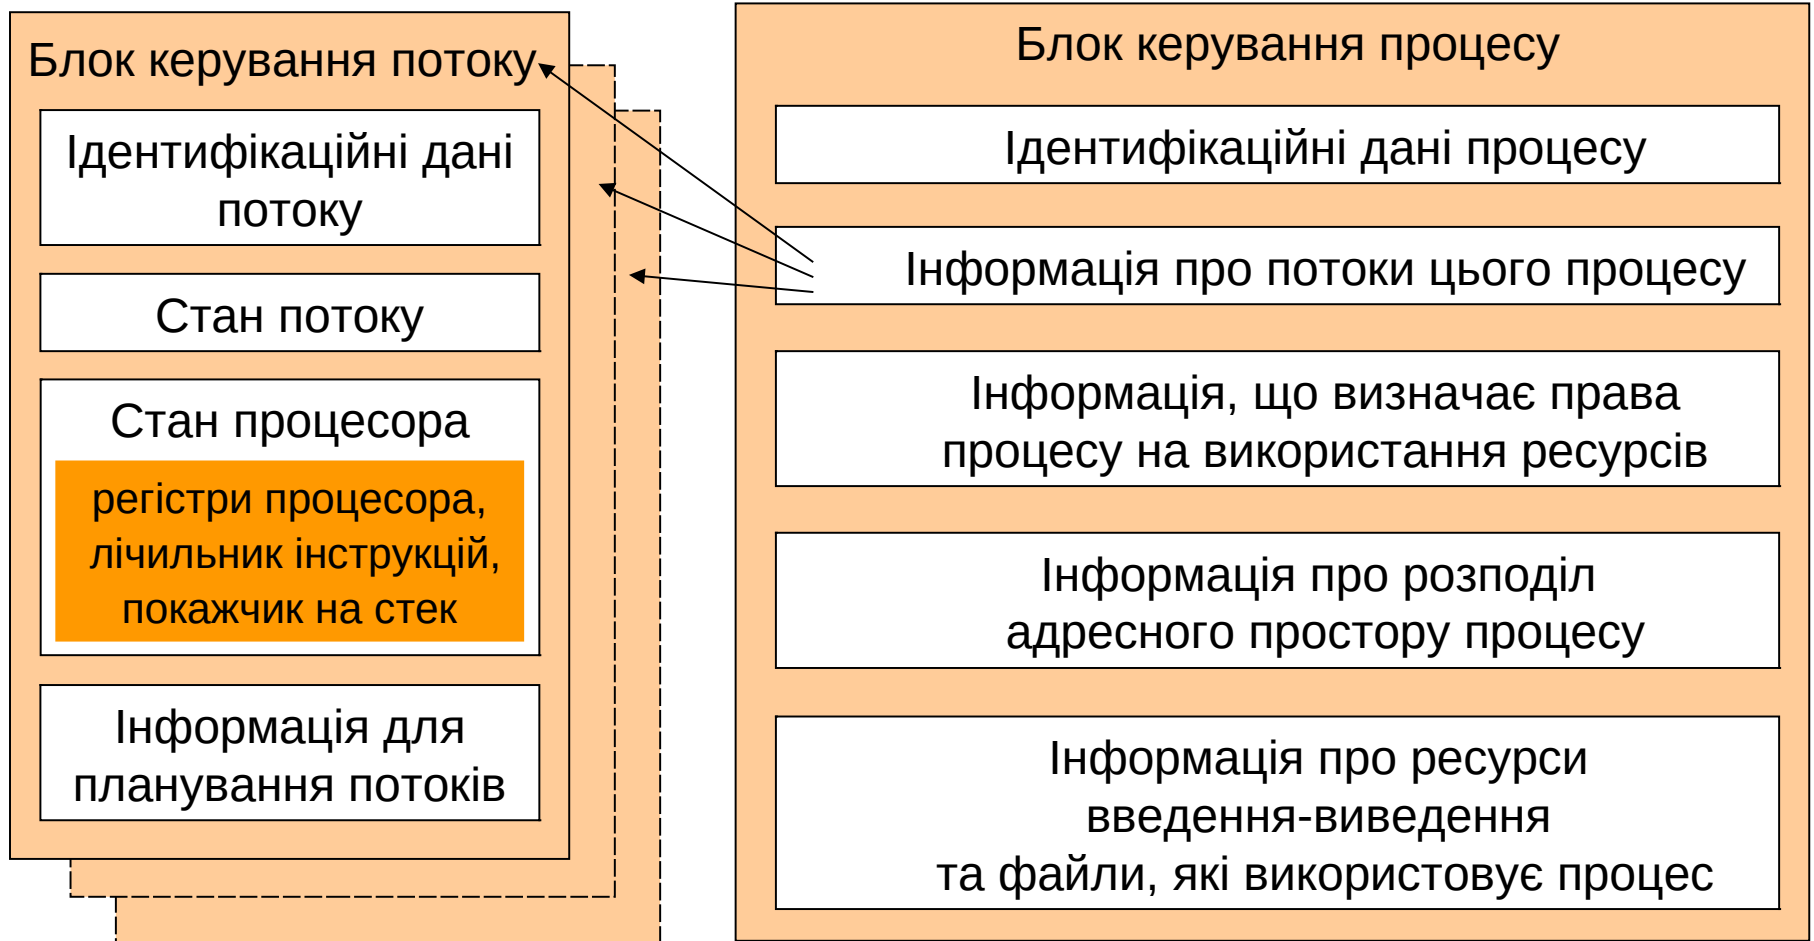 Блок керування потоку
Ідентифікаційні дані
потоку
Стан потоку
Стан процесора
регістри процесора,
лічильник інструкцій,
покажчик на стек
Інформація для
планування потоків
Блок керування процесу
Ідентифікаційні дані процесу
Інформація про потоки цього процесу
Інформація, що визначає права
процесу на використання ресурсів
Інформація про розподіл
адресного простору процесу
Інформація про ресурси
введення-виведення
та файли, які використовує процес